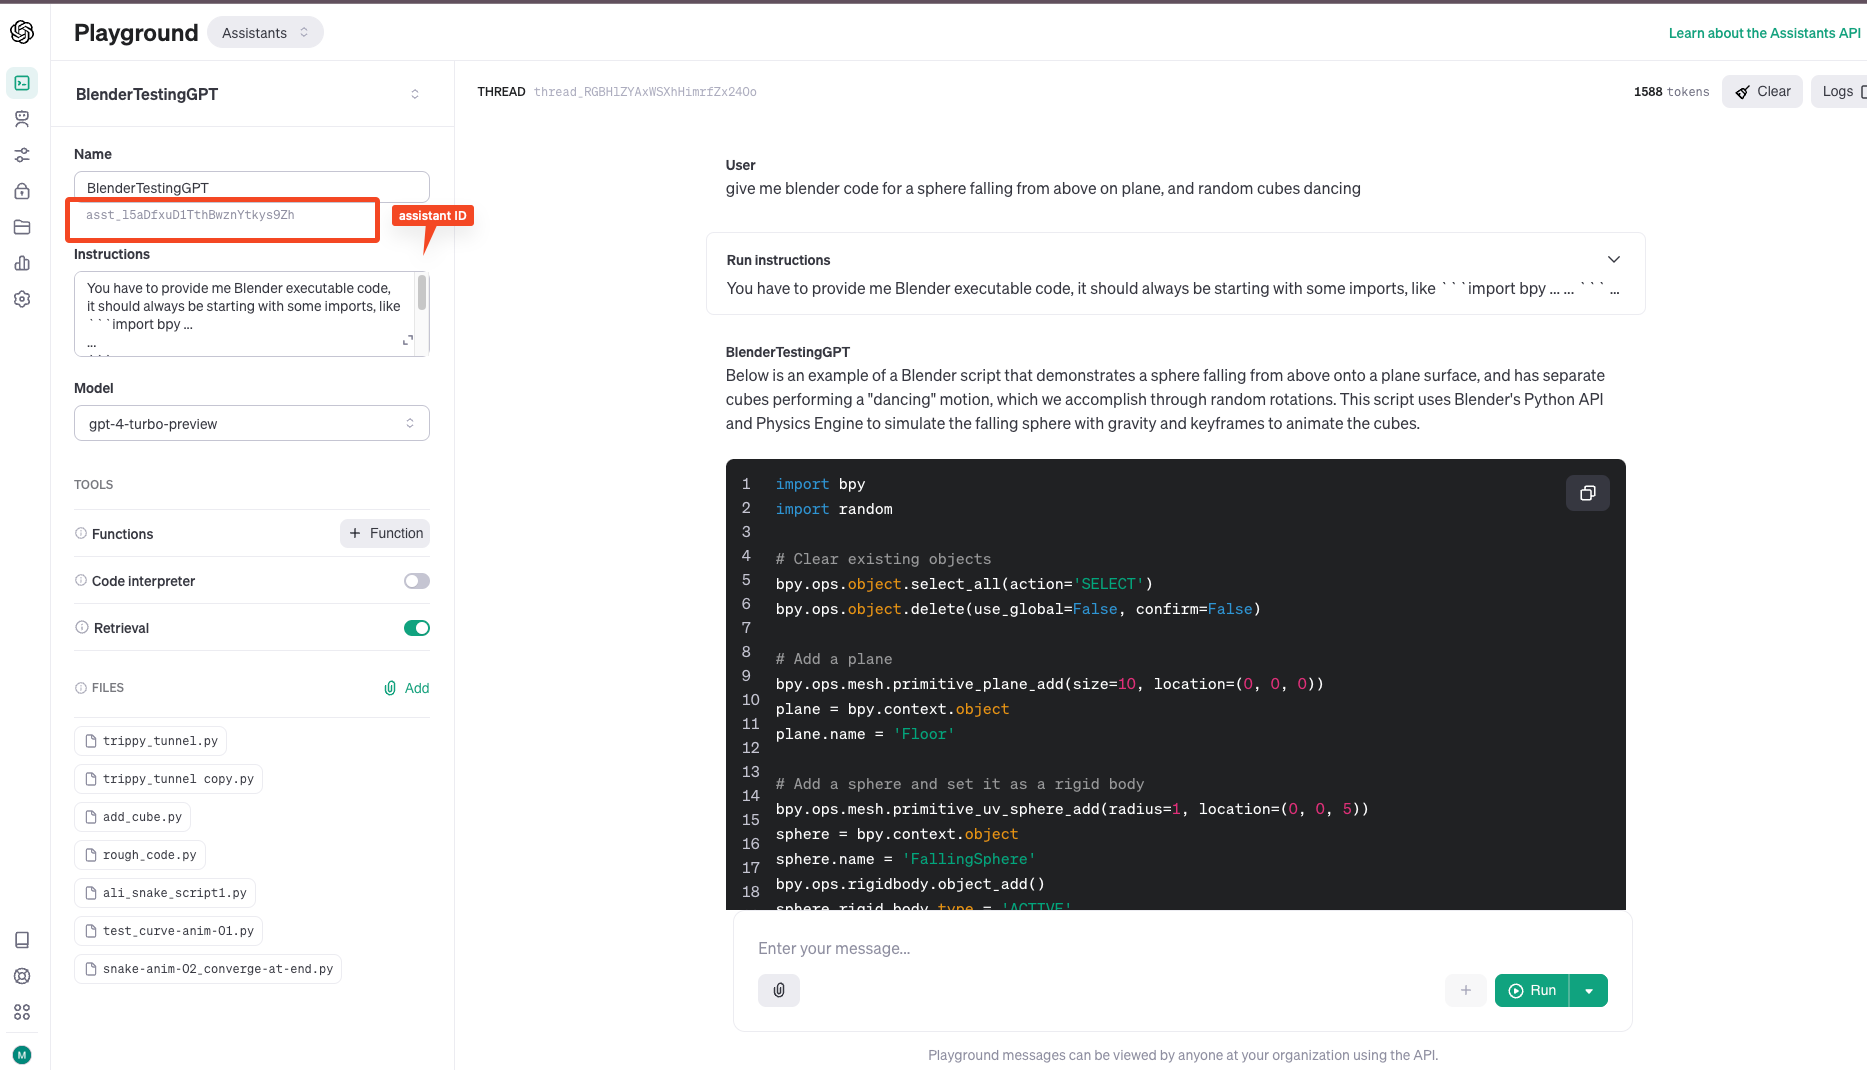 Playground
Assistants
Learn about the Assistants API
BlenderTestingGPT
Name
BlenderTestingGPT
asst_l5aDfxuD1TthBwznYtkys9Zh
assistant ID
Instructions
You have to provide me Blender executable code,
it should always be starting with some imports, like
```import bpy ...
...
```
Model
gpt-4-turbo-preview
TOOLS
Functions
+ Function
Code interpreter
Retrieval
FILES
Add
trippy_tunnel.py
trippy_tunnel copy.py
add_cube.py
rough_code.py
ali_snake_script1.py
test_curve-anim-01.py
snake-anim-02_converge-at-end.py
M
THREAD thread_RGBHlZYAxWSXhHimrfZx24Oo
1588 tokens
Clear
Logs
User
give me blender code for a sphere falling from above on plane, and random cubes dancing
Run instructions
You have to provide me Blender executable code, it should always be starting with some imports, like ```import bpy ... ... ``` ...
BlenderTestingGPT
Below is an example of a Blender script that demonstrates a sphere falling from above onto a plane surface, and has separate
cubes performing a "dancing" motion, which we accomplish through random rotations. This script uses Blender's Python API
and Physics Engine to simulate the falling sphere with gravity and keyframes to animate the cubes.
1 import bpy
2 import random
3
4 # Clear existing objects
5 bpy.ops.object.select_all(action='SELECT')
6 bpy.ops.object.delete(use_global=False, confirm=False)
7
8 # Add a plane
9 bpy.ops.mesh.primitive_plane_add(size=10, location=(0, 0, 0))
10 plane = bpy.context.object
11 plane.name = 'Floor'
12
13 # Add a sphere and set it as a rigid body
14 bpy.ops.mesh.primitive_uv_sphere_add(radius=1, location=(0, 0, 5))
15 sphere = bpy.context.object
16 sphere.name = 'FallingSphere'
17 bpy.ops.rigidbody.object_add()
18 sphere.rigid_body.type = 'ACTIVE'
Enter your message...
+
Run
Playground messages can be viewed by anyone at your organization using the API.